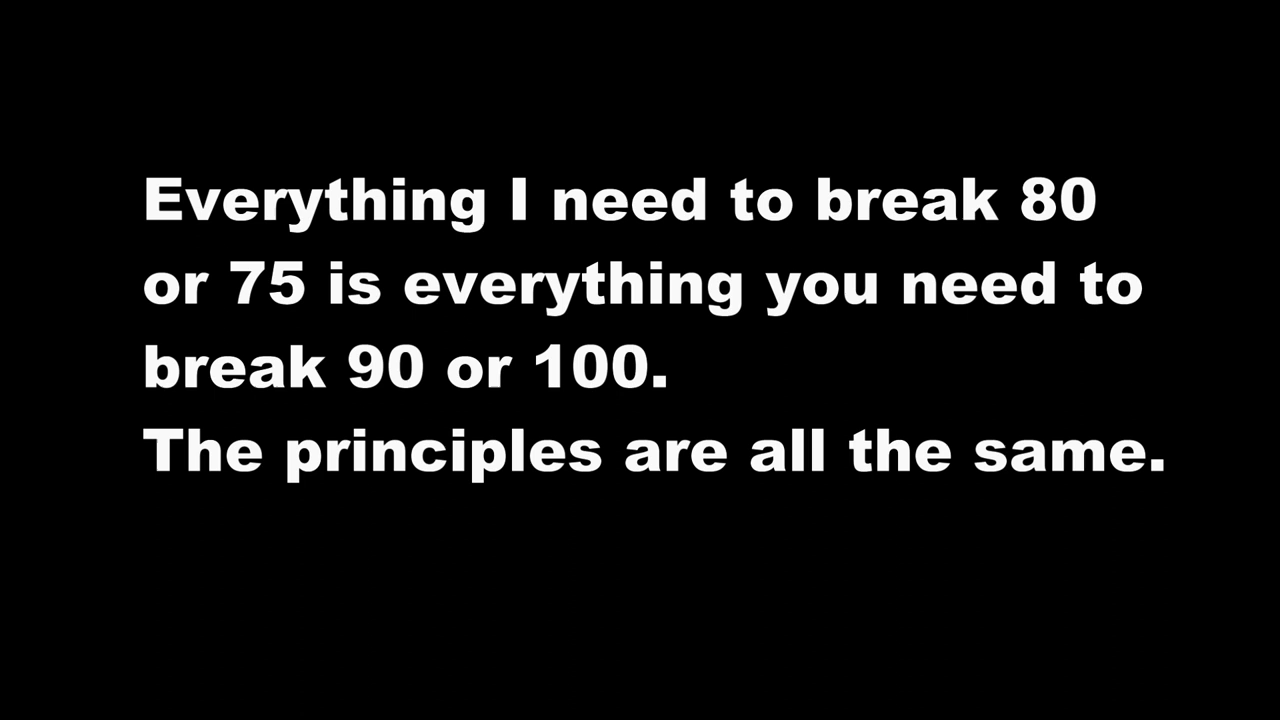 Everything I need to break 80
or 75 is everything you need to
break 90 or 100.
The principles are all the same.